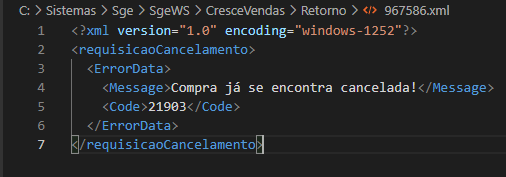 C: > Sistemas > Sge > SgeWS > CresceVendas > Retorno > 967586.xml
1 <?xml version="1.0" encoding="windows-1252"?>
2 <requisicaoCancelamento>
3 <ErrorData>
4 <Message>Compra já se encontra cancelada!</Message>
5 <Code>21903</Code>
6 </ErrorData>
7 </requisicaoCancelamento>